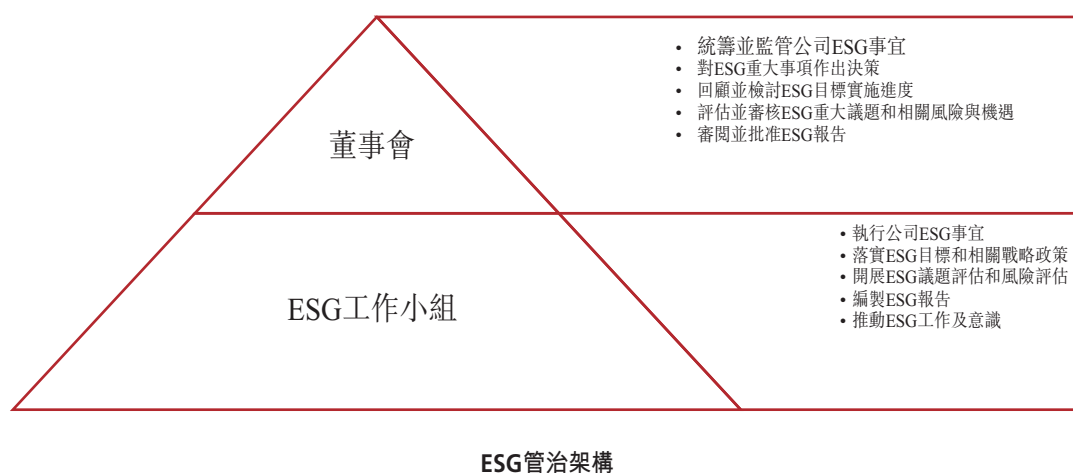 • 統籌並監管公司ESG事宜
• 對ESG重大事項作出決策
• 回顧並檢討ESG目標實施進度
• 評估並審核ESG重大議題和相關風險與機遇
• 審閱並批准ESG報告
董事會
• 執行公司ESG事宜
• 落實ESG目標和相關戰略政策
• 開展ESG議題評估和風險評估
• 編製ESG報告
• 推動ESG工作及意識
ESG工作小組
ESG管治架構